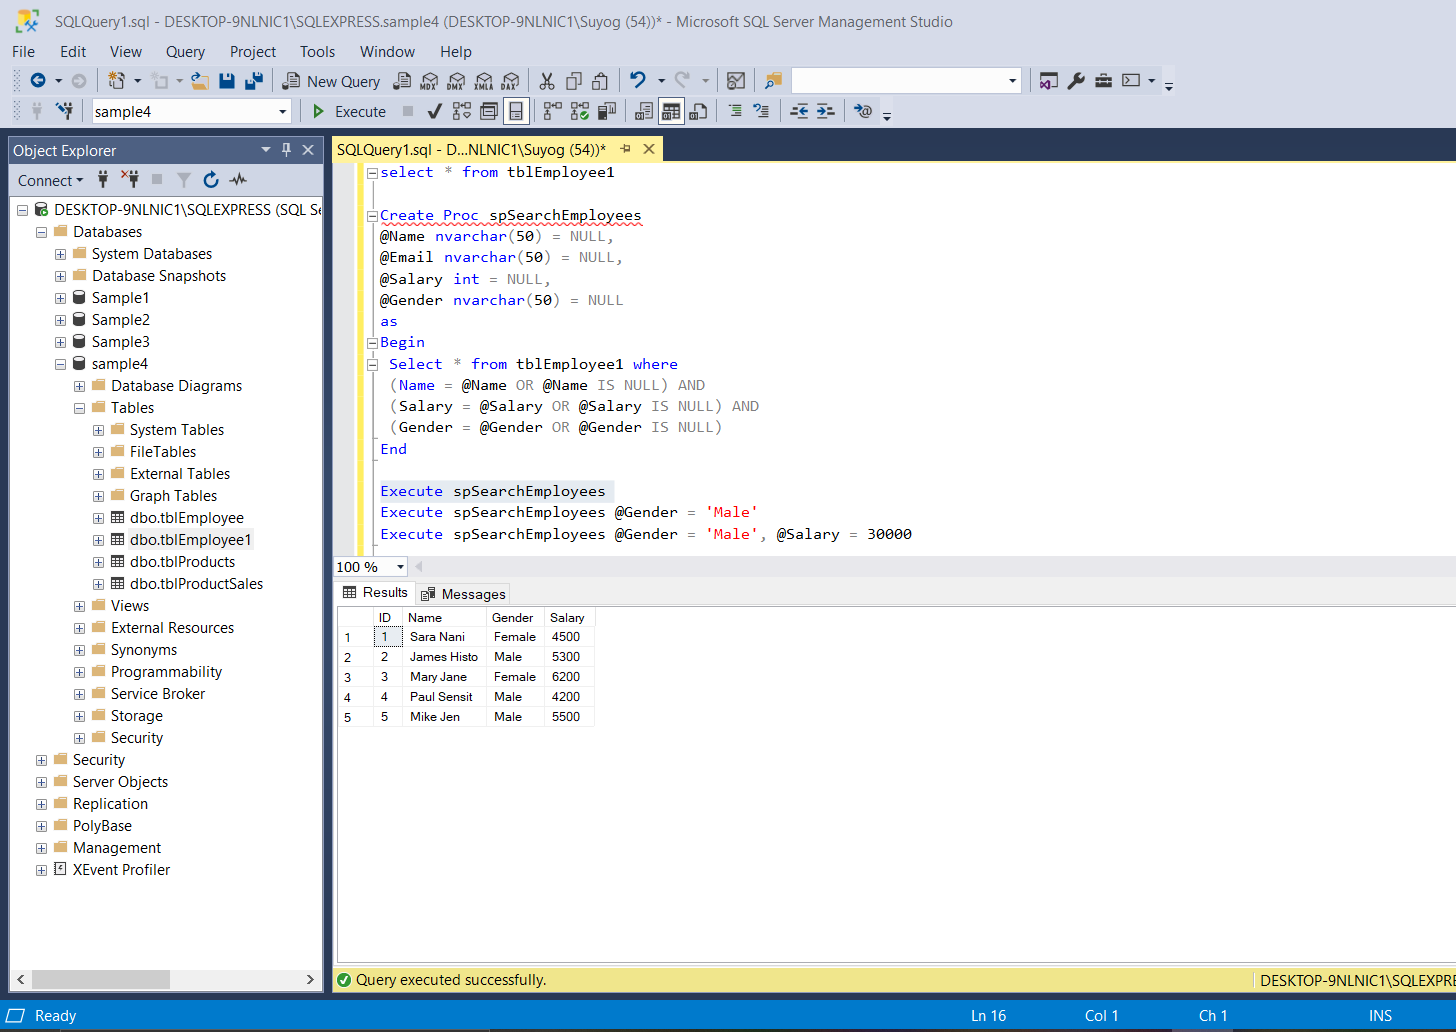 SQLQuery1.sql - DESKTOP-9NLNIC1\SQLEXPRESS.sample4 (DESKTOP-9NLNIC1\Suyog (54))* - Microsoft SQL Server Management Studio
File Edit View Query Project Tools Window Help
New Query MDX DMX XMLA DAX
sample4 Execute
Object Explorer
Connect
DESKTOP-9NLNIC1\SQLEXPRESS (SQL Se
Databases
System Databases
Database Snapshots
Sample1
Sample2
Sample3
sample4
Database Diagrams
Tables
System Tables
FileTables
External Tables
Graph Tables
dbo.tblEmployee
dbo.tblEmployee1
dbo.tblProducts
dbo.tblProductSales
Views
External Resources
Synonyms
Programmability
Service Broker
Storage
Security
Security
Server Objects
Replication
PolyBase
Management
XEvent Profiler
SQLQuery1.sql - D...NLNIC1\Suyog (54))*
select * from tblEmployee1
Create Proc spSearchEmployees
@Name nvarchar(50) = NULL,
@Email nvarchar(50) = NULL,
@Salary int = NULL,
@Gender nvarchar(50) = NULL
as
Begin
Select * from tblEmployee1 where
(Name = @Name OR @Name IS NULL) AND
(Salary = @Salary OR @Salary IS NULL) AND
(Gender = @Gender OR @Gender IS NULL)
End
Execute spSearchEmployees
Execute spSearchEmployees @Gender = 'Male'
Execute spSearchEmployees @Gender = 'Male', @Salary = 30000
100 %
Results Messages
ID Name Gender Salary
1 1 Sara Nani Female 4500
2 2 James Histo Male 5300
3 3 Mary Jane Female 6200
4 4 Paul Sensit Male 4200
5 5 Mike Jen Male 5500
Query executed successfully. DESKTOP-9NLNIC1\SQLEXPRE
Ready Ln 16 Col 1 Ch 1 INS